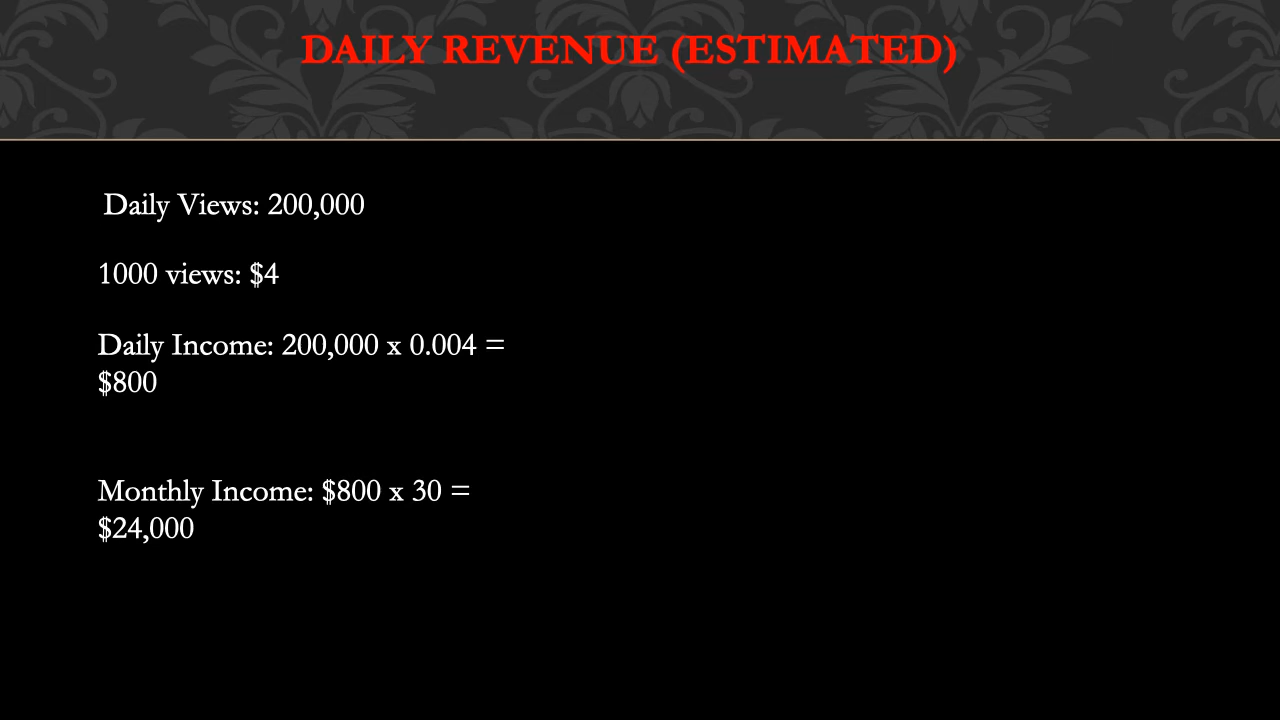 DAILY REVENUE (ESTIMATED)
Daily Views: 200,000
1000 views: $4
Daily Income: 200,000 x 0.004 =
$800
Monthly Income: $800 x 30 =
$24,000